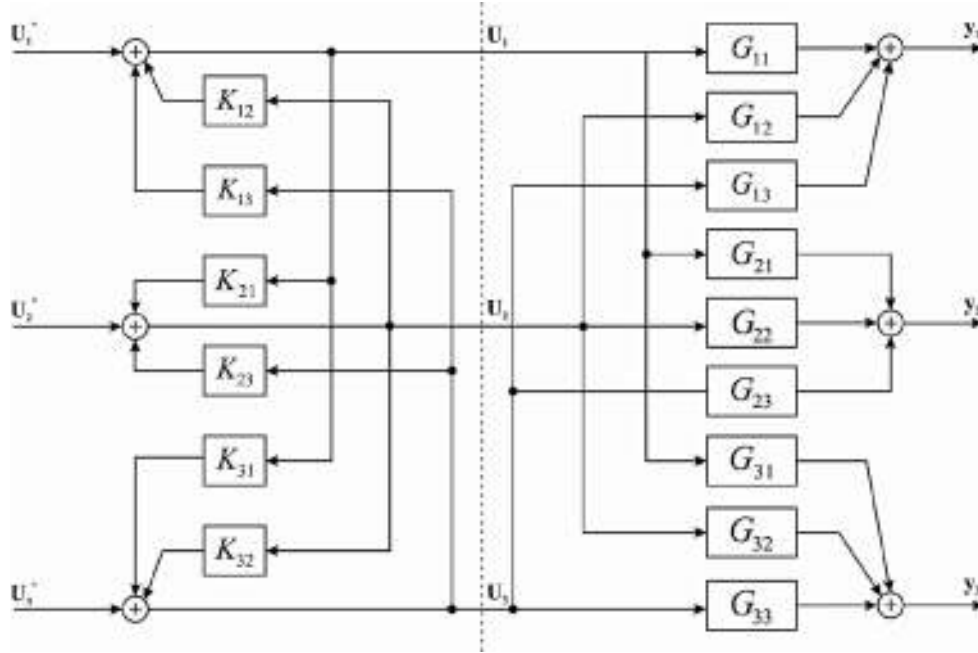 U₁* U₁ G₁₁ y₁
K₁₂ G₁₂
K₁₃ G₁₃
K₂₁ G₂₁
U₂* U₂ G₂₂ y₂
K₂₃ G₂₃
K₃₁ G₃₁
K₃₂ G₃₂
U₃* U₃ G₃₃ y₃